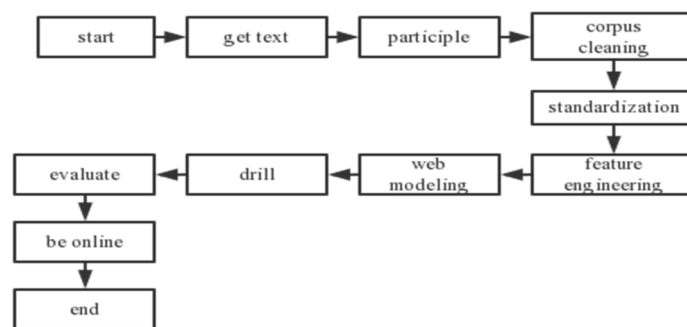 start
get text
participle
corpus
cleaning
standardization
feature
engineering
web
modeling
drill
evaluate
be online
end